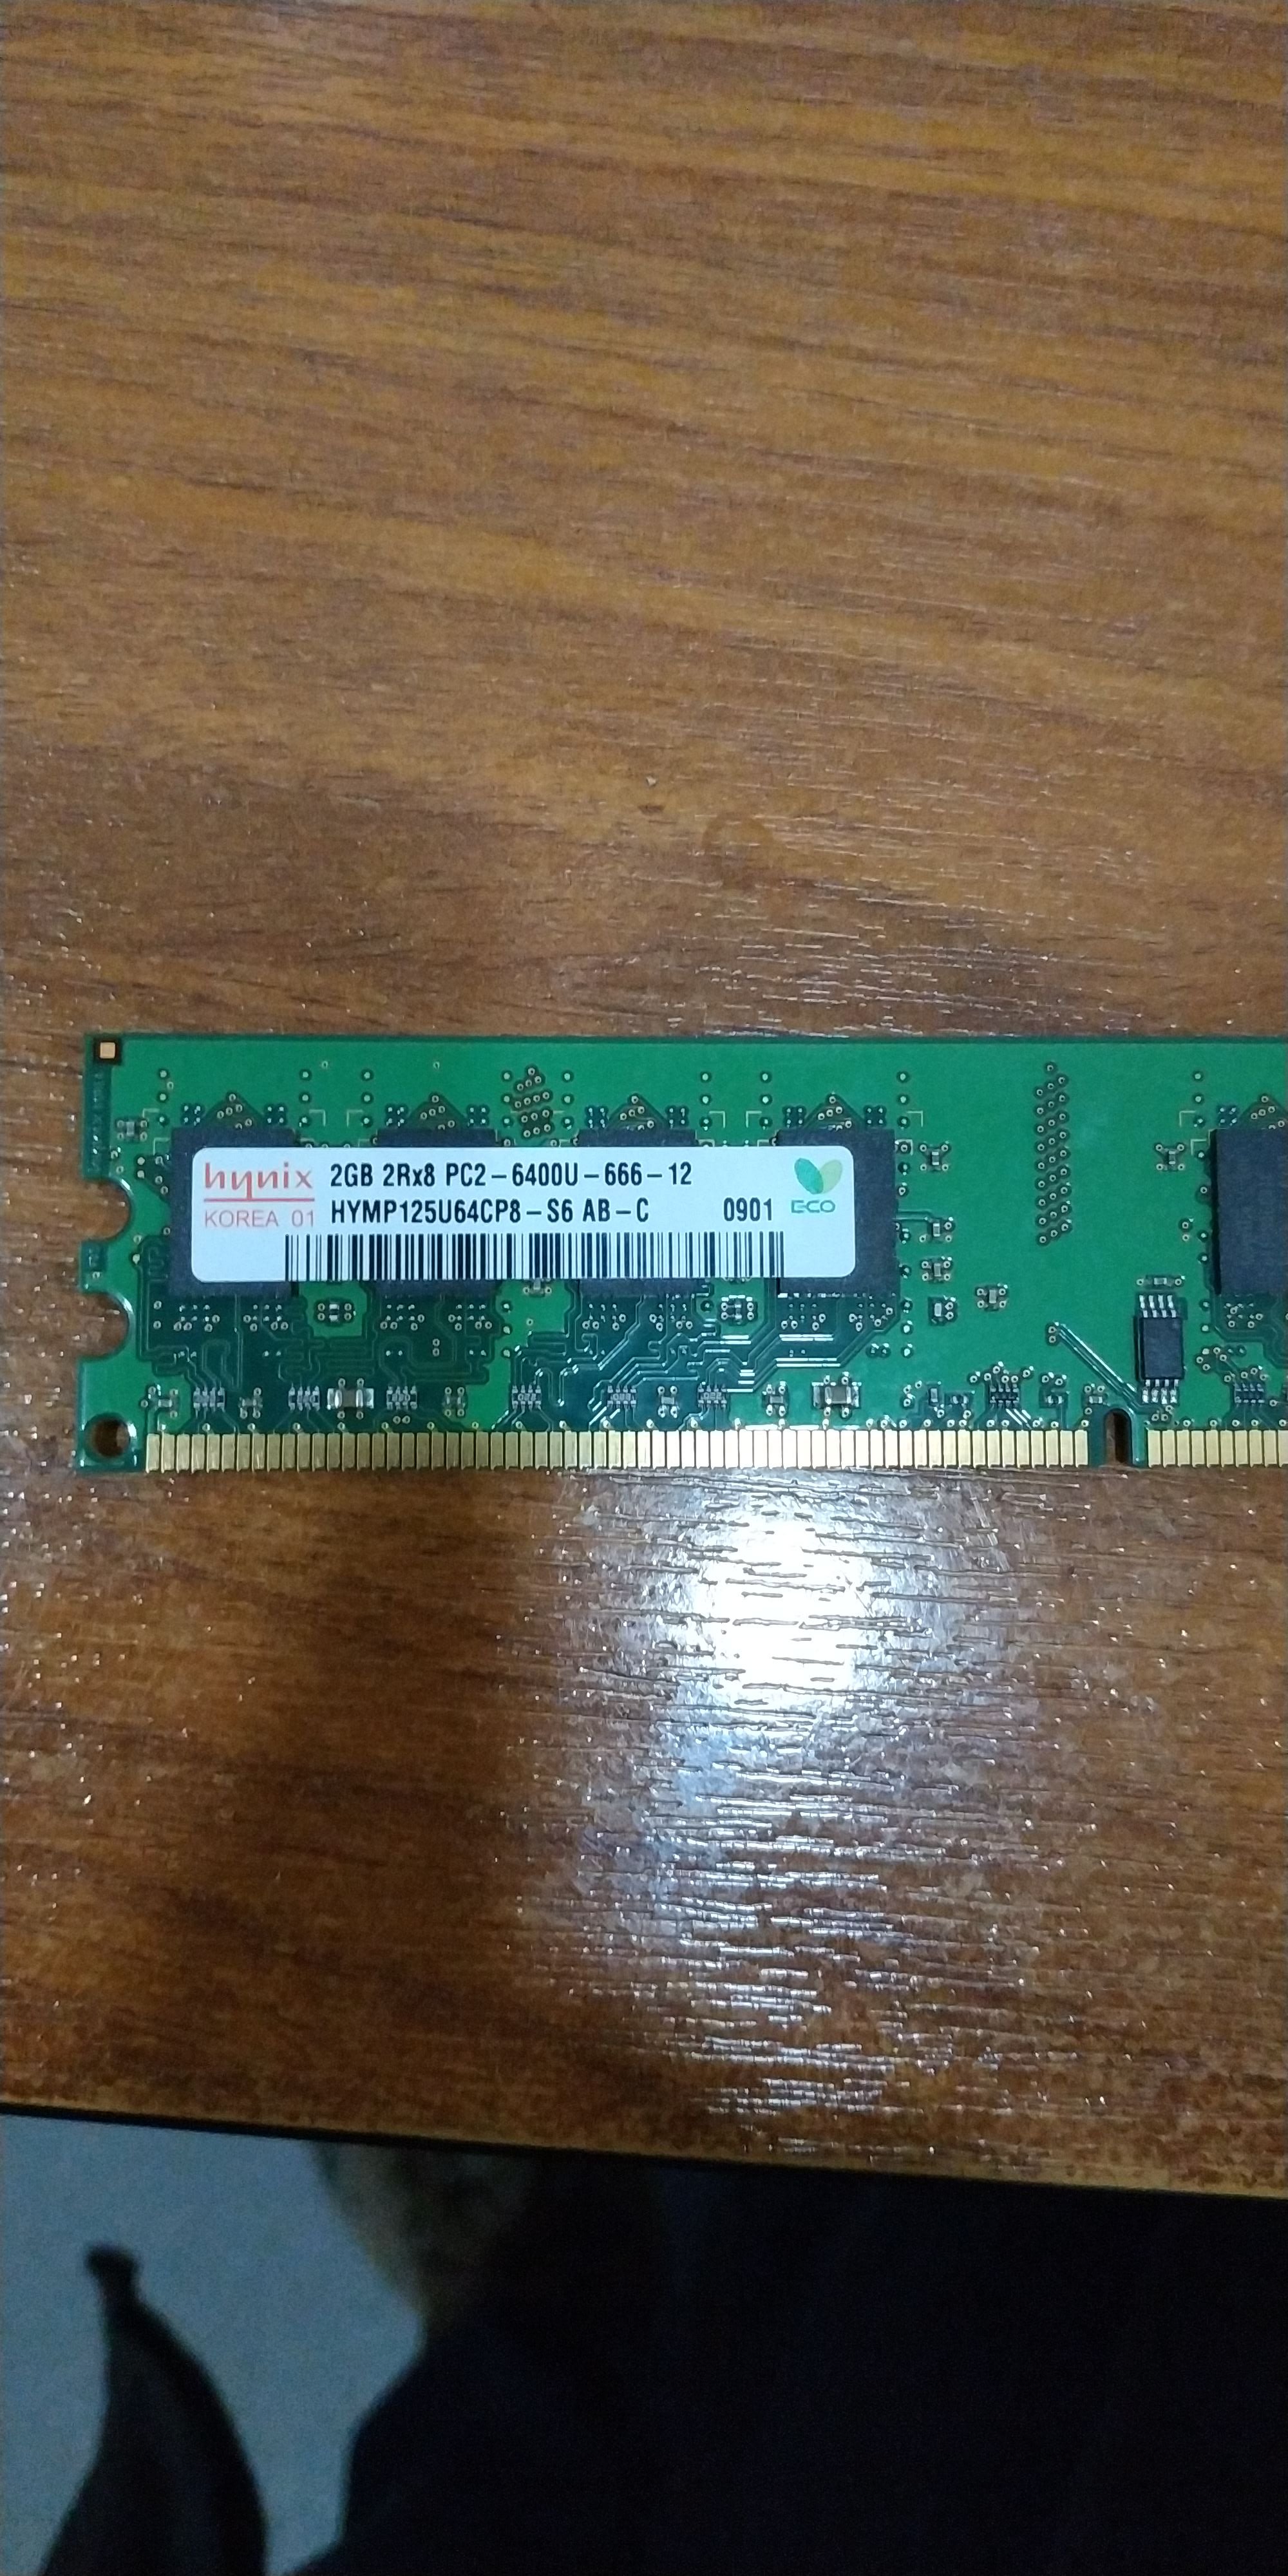 hynix 2GB 2Rx8 PC2-6400U-666-12
KOREA 01 HYMP125U64CP8-S6 AB-C 0901 ECO